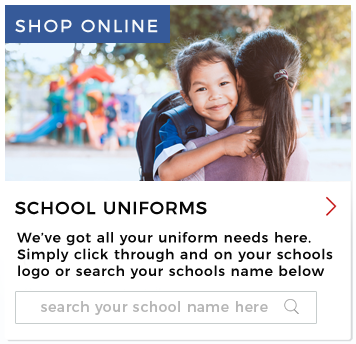 SHOP ONLINE
SCHOOL UNIFORMS
We've got all your uniform needs here.
Simply click through and on your schools
logo or search your schools name below
search your school name here